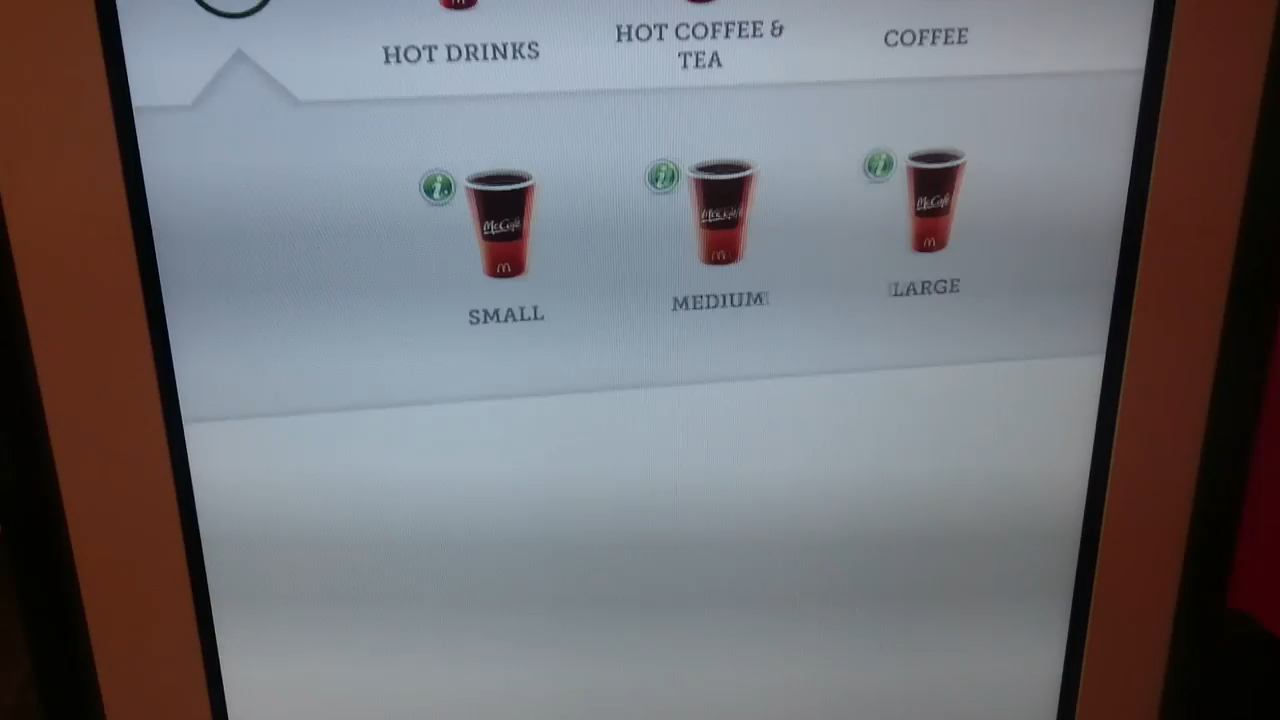 HOT DRINKS
HOT COFFEE &
TEA
COFFEE
McCafé
McCafé
McCafé
SMALL
MEDIUM
LARGE